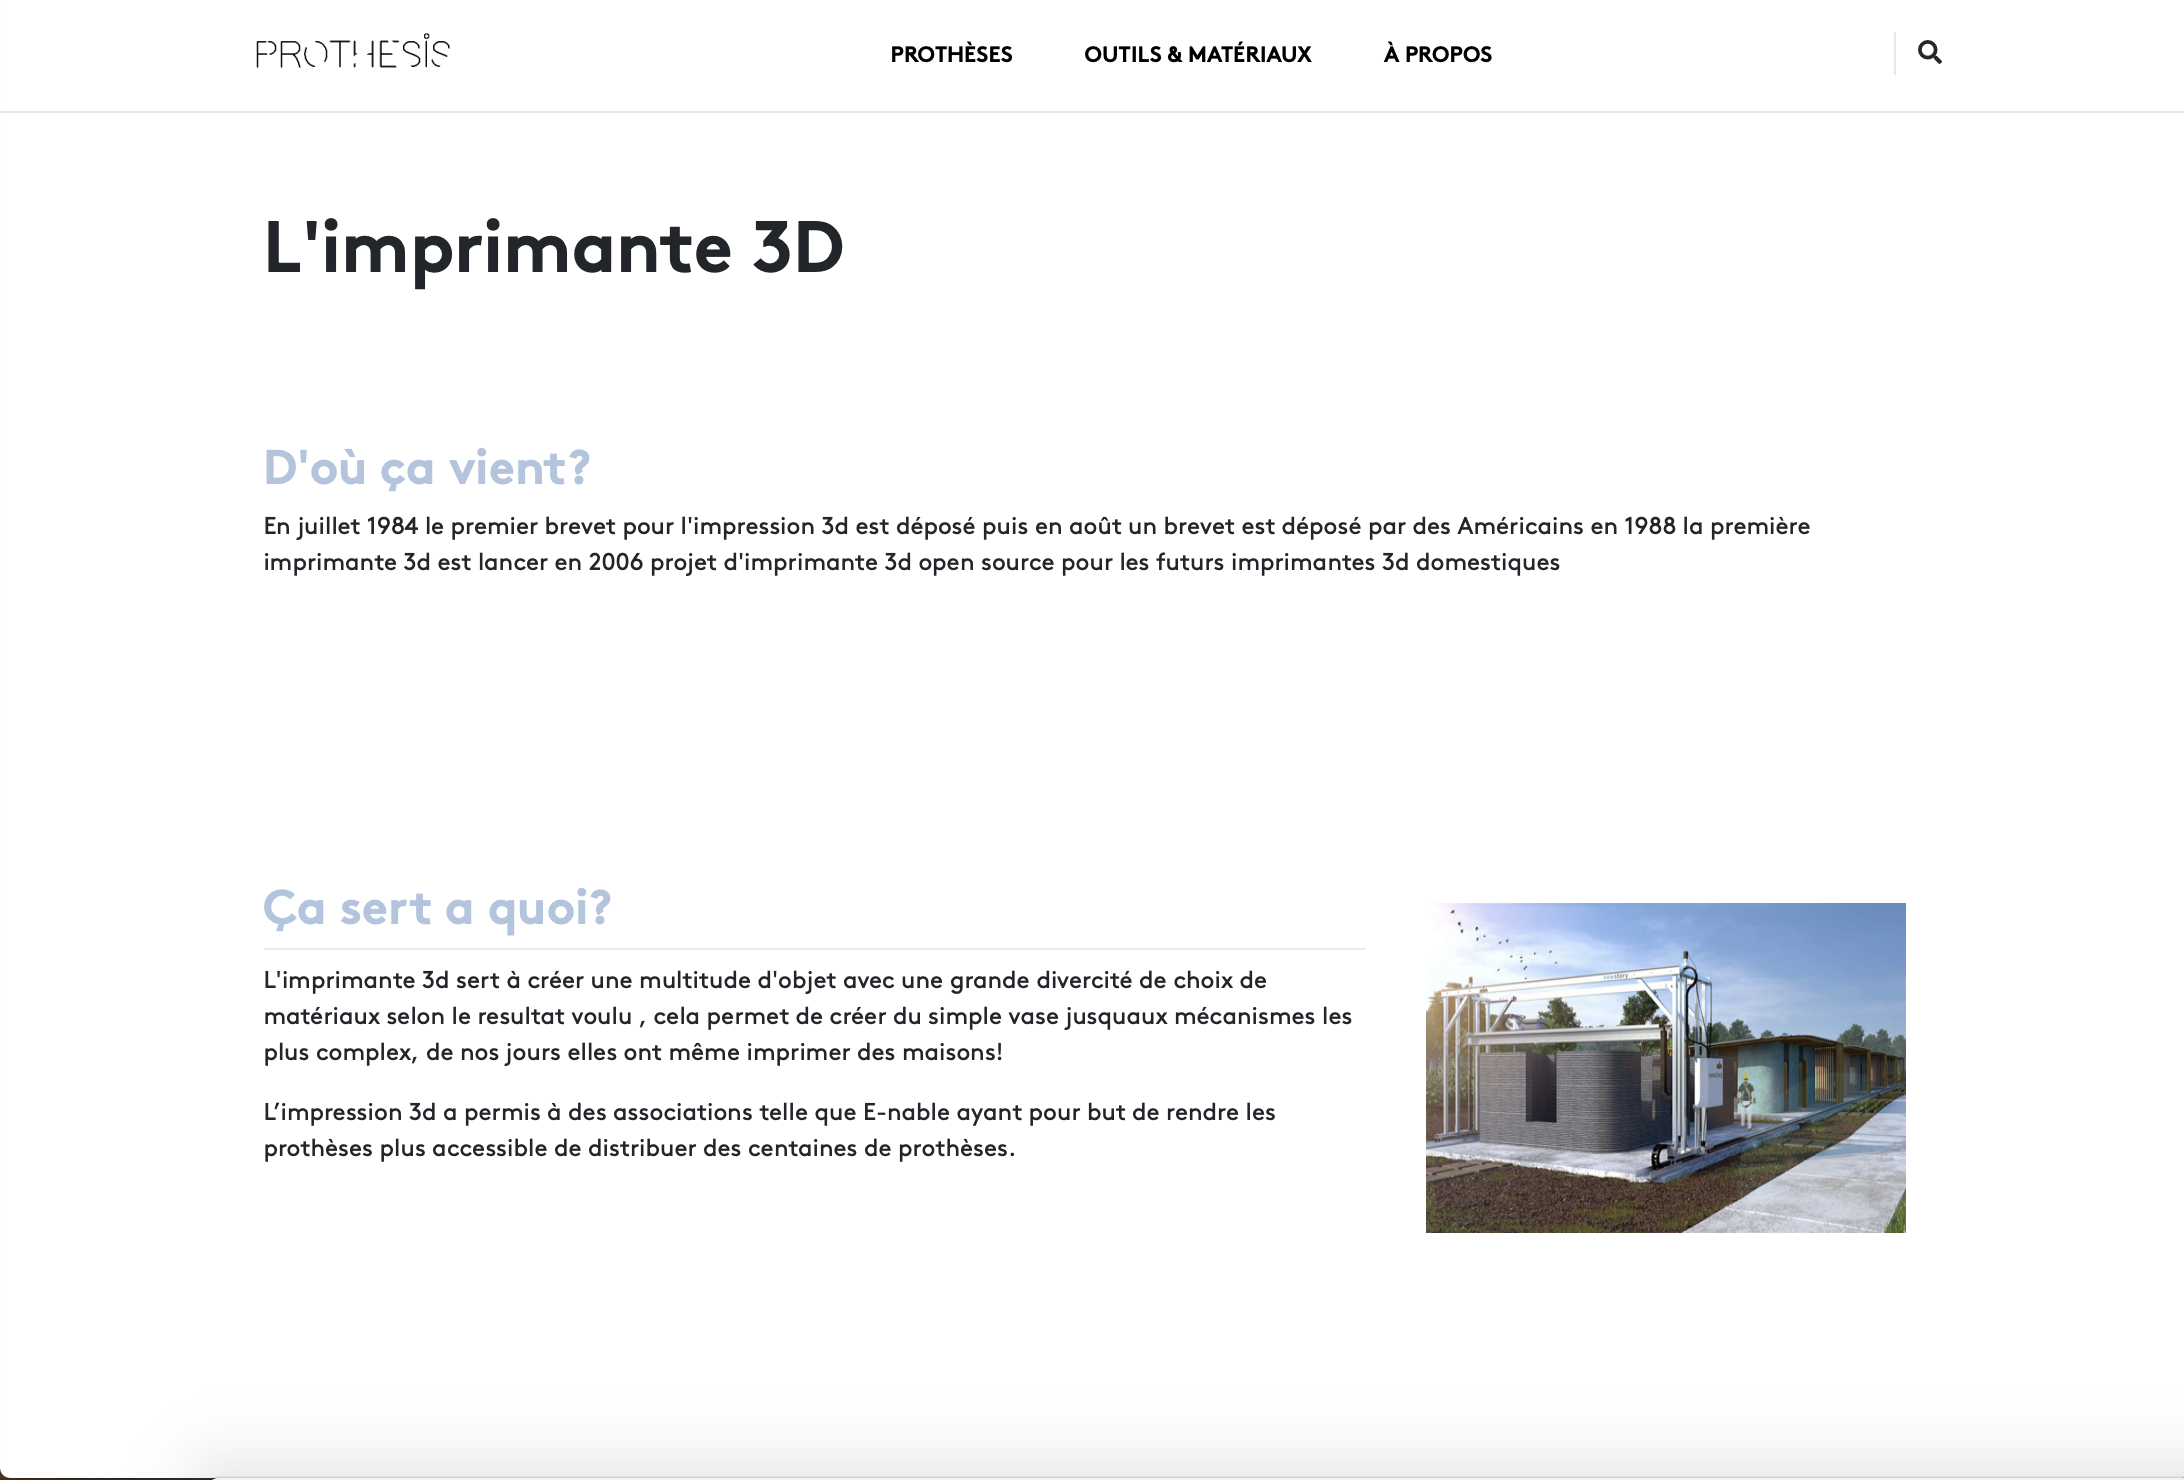 PROTHESIS
PROTHÈSES
OUTILS & MATÉRIAUX
À PROPOS
L'imprimante 3D
D'où ça vient?
En juillet 1984 le premier brevet pour l'impression 3d est déposé puis en août un brevet est déposé par des Américains en 1988 la première
imprimante 3d est lancer en 2006 projet d'imprimante 3d open source pour les futurs imprimantes 3d domestiques
Ça sert a quoi?
L'imprimante 3d sert à créer une multitude d'objet avec une grande divercité de choix de
matériaux selon le resultat voulu , cela permet de créer du simple vase jusquaux mécanismes les
plus complex, de nos jours elles ont même imprimer des maisons!
L’impression 3d a permis à des associations telle que E-nable ayant pour but de rendre les
prothèses plus accessible de distribuer des centaines de prothèses.